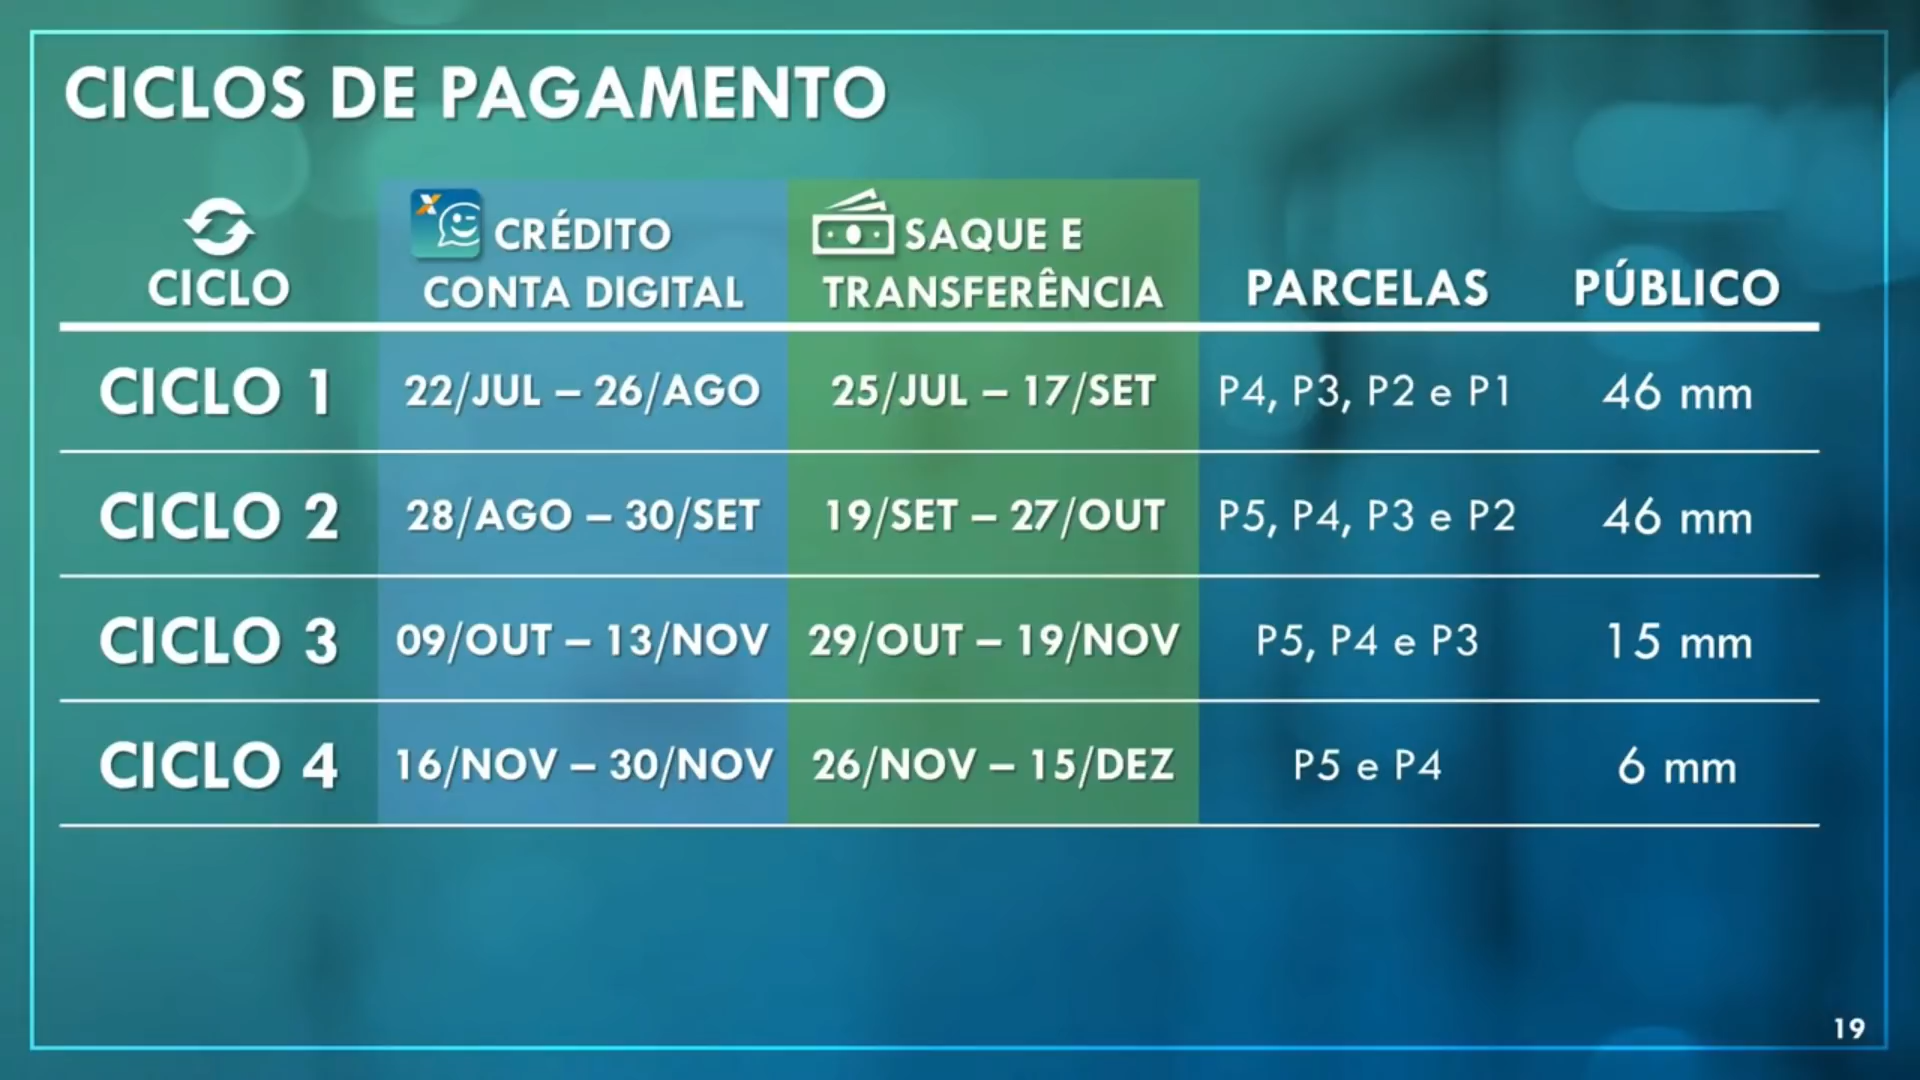 CICLOS DE PAGAMENTO
CICLO
CRÉDITO
CONTA DIGITAL
SAQUE E
TRANSFERÊNCIA
PARCELAS
PÚBLICO
CICLO 1 22/JUL – 26/AGO 25/JUL – 17/SET P4, P3, P2 e P1 46 mm
CICLO 2 28/AGO – 30/SET 19/SET – 27/OUT P5, P4, P3 e P2 46 mm
CICLO 3 09/OUT – 13/NOV 29/OUT – 19/NOV P5, P4 e P3 15 mm
CICLO 4 16/NOV – 30/NOV 26/NOV – 15/DEZ P5 e P4 6 mm
19